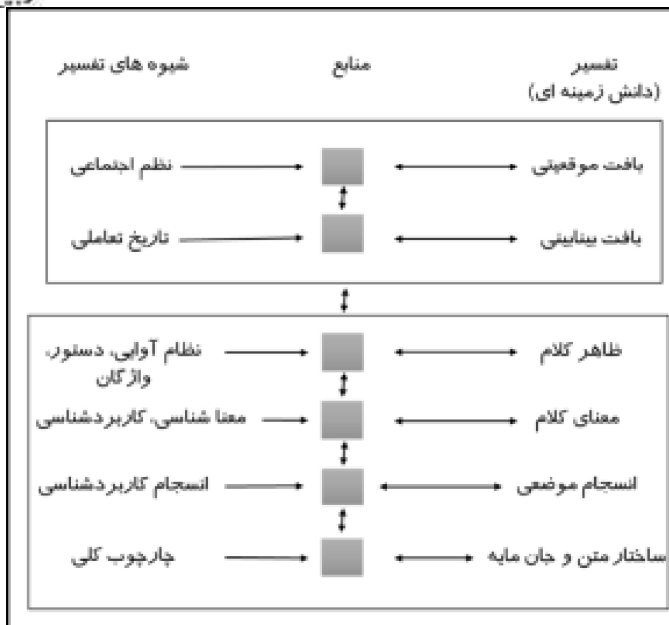 تفسیر
(دانش زمینه ای)
منابع
شیوه های تفسیر
بافت موقعیتی
نظم اجتماعی
بافت بینابینی
تاریخ تعاملی
ظاهر کلام
نظام آوایی، دستور،
واژگان
معنای کلام
معنا شناسی، کاربردشناسی
انسجام موضعی
انسجام کاربردشناسی
ساختار متن و جان مایه
چارچوب کلی